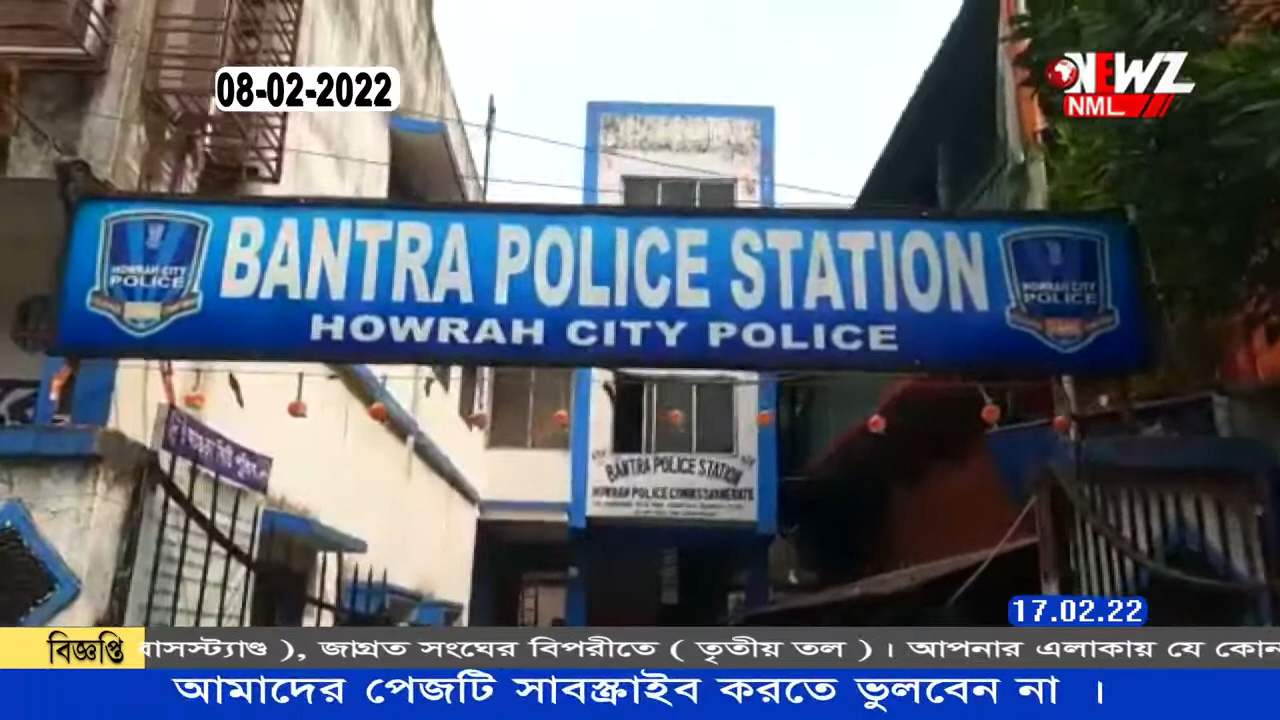 08-02-2022
NEWZ
NML
BANTRA POLICE STATION
HOWRAH CITY POLICE
HOWRAH CITY
POLICE
HOWRAH CITY
POLICE
BANTRA POLICE STATION
HOWRAH POLICE COMMISSIONERATE
17.02.22
বিজ্ঞপ্তি
বাসস্ট্যাণ্ড ), জাগ্রত সংঘের বিপরীতে ( তৃতীয় তল ) । আপনার এলাকায় যে কোন
আমাদের পেজটি সাবস্ক্রাইব করতে ভুলবেন না ।